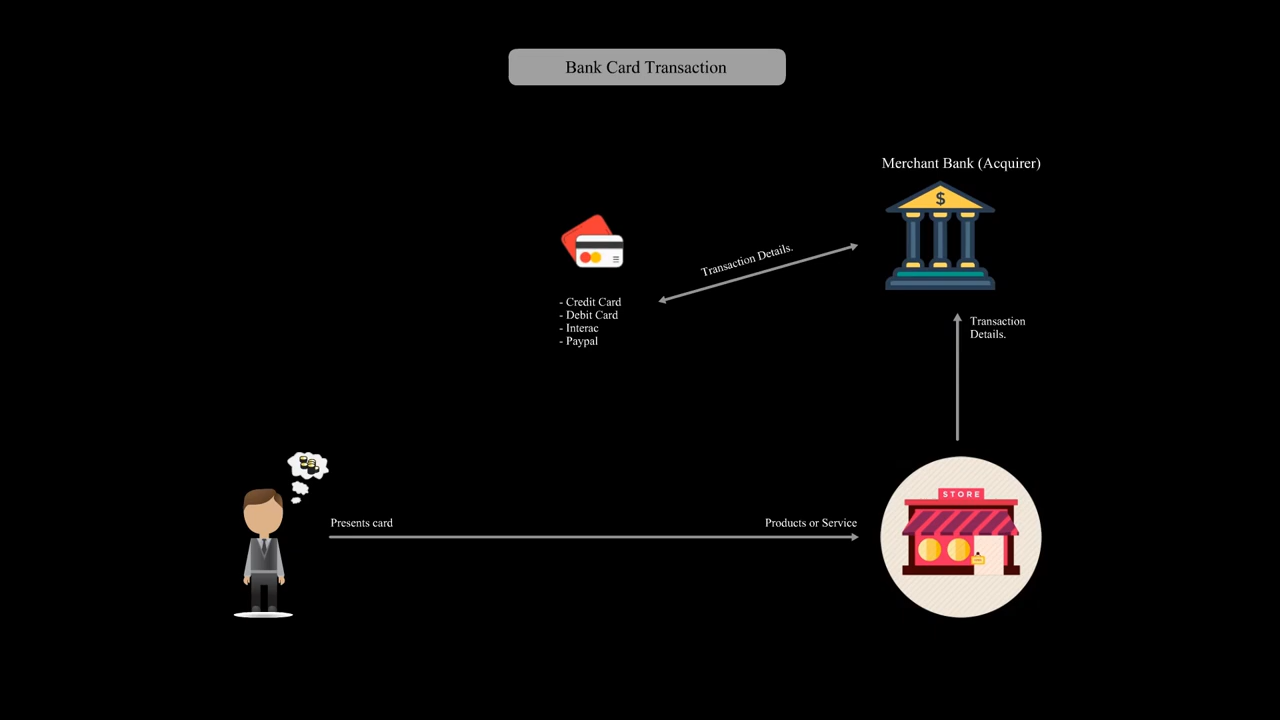 Bank Card Transaction
Merchant Bank (Acquirer)
$
Transaction Details.
- Credit Card
- Debit Card
- Interac
- Paypal
Transaction
Details.
STORE
Presents card
Products or Service